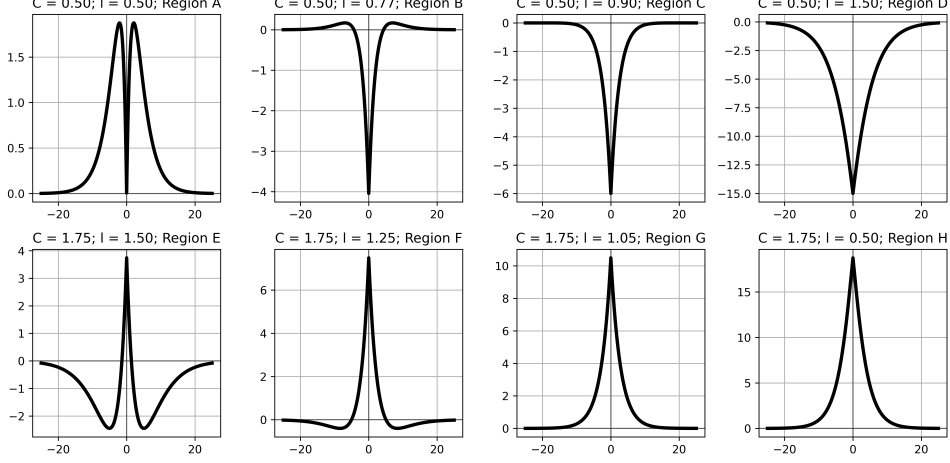 C = 0.50; l = 0.50; Region A
C = 0.50; l = 0.77; Region B
C = 0.50; l = 0.90; Region C
C = 0.50; l = 1.50; Region D
1.5
1.0
0.5
0.0
−20 0 20
0
−1
−2
−3
−4
−20 0 20
0
−1
−2
−3
−4
−5
−6
−20 0 20
0.0
−2.5
−5.0
−7.5
−10.0
−12.5
−15.0
−20 0 20
C = 1.75; l = 1.50; Region E
C = 1.75; l = 1.25; Region F
C = 1.75; l = 1.05; Region G
C = 1.75; l = 0.50; Region H
4
3
2
1
0
−1
−2
−20 0 20
6
4
2
0
−20 0 20
10
8
6
4
2
0
−20 0 20
15
10
5
0
−20 0 20